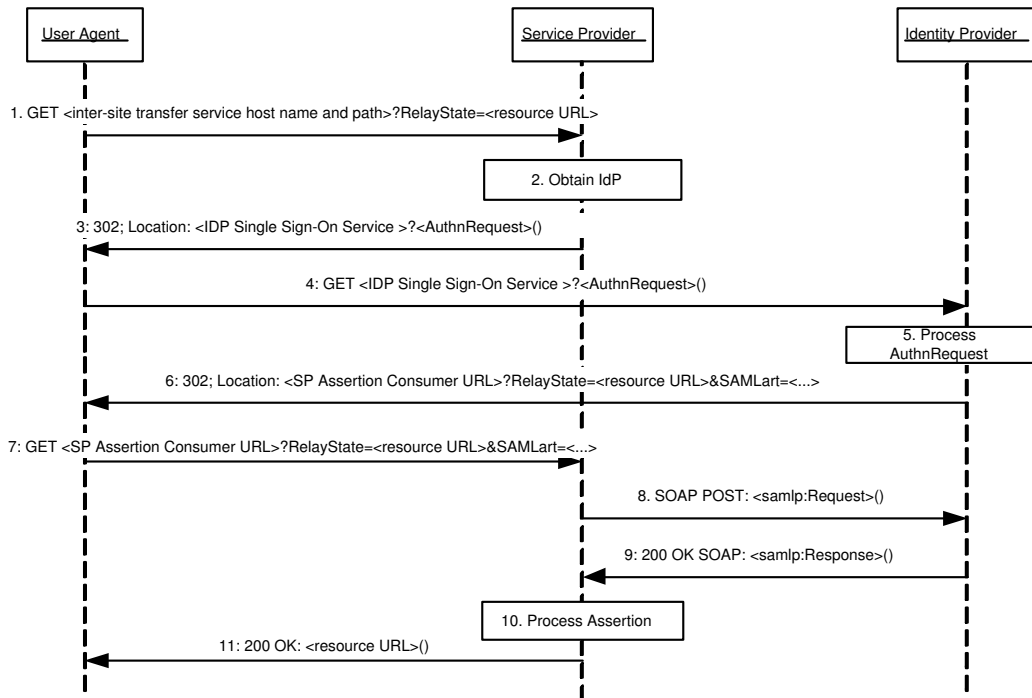 User Agent
Service Provider
Identity Provider
1. GET <inter-site transfer service host name and path>?RelayState=<resource URL>
2. Obtain IdP
3: 302; Location: <IDP Single Sign-On Service >?<AuthnRequest>()
4: GET <IDP Single Sign-On Service >?<AuthnRequest>()
5. Process
AuthnRequest
6: 302; Location: <SP Assertion Consumer URL>?RelayState=<resource URL>&SAMLart=<...>
7: GET <SP Assertion Consumer URL>?RelayState=<resource URL>&SAMLart=<...>
8. SOAP POST: <samlp:Request>()
9: 200 OK SOAP: <samlp:Response>()
10. Process Assertion
11: 200 OK: <resource URL>()